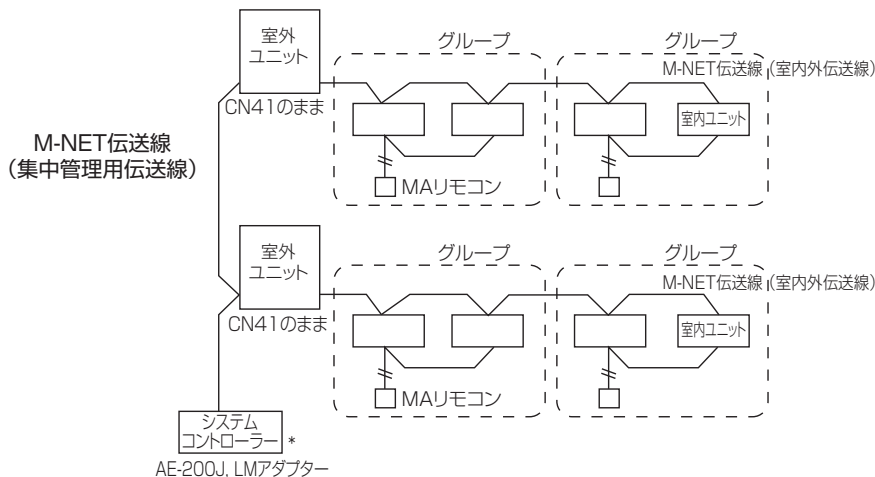 室外
ユニット
CN41のまま
グループ
グループ
M-NET伝送線（室内外伝送線）
室内ユニット
MAリモコン
M-NET伝送線
（集中管理用伝送線）
室外
ユニット
CN41のまま
グループ
グループ
M-NET伝送線（室内外伝送線）
室内ユニット
MAリモコン
システム
コントローラー *
AE-200J, LMアダプター